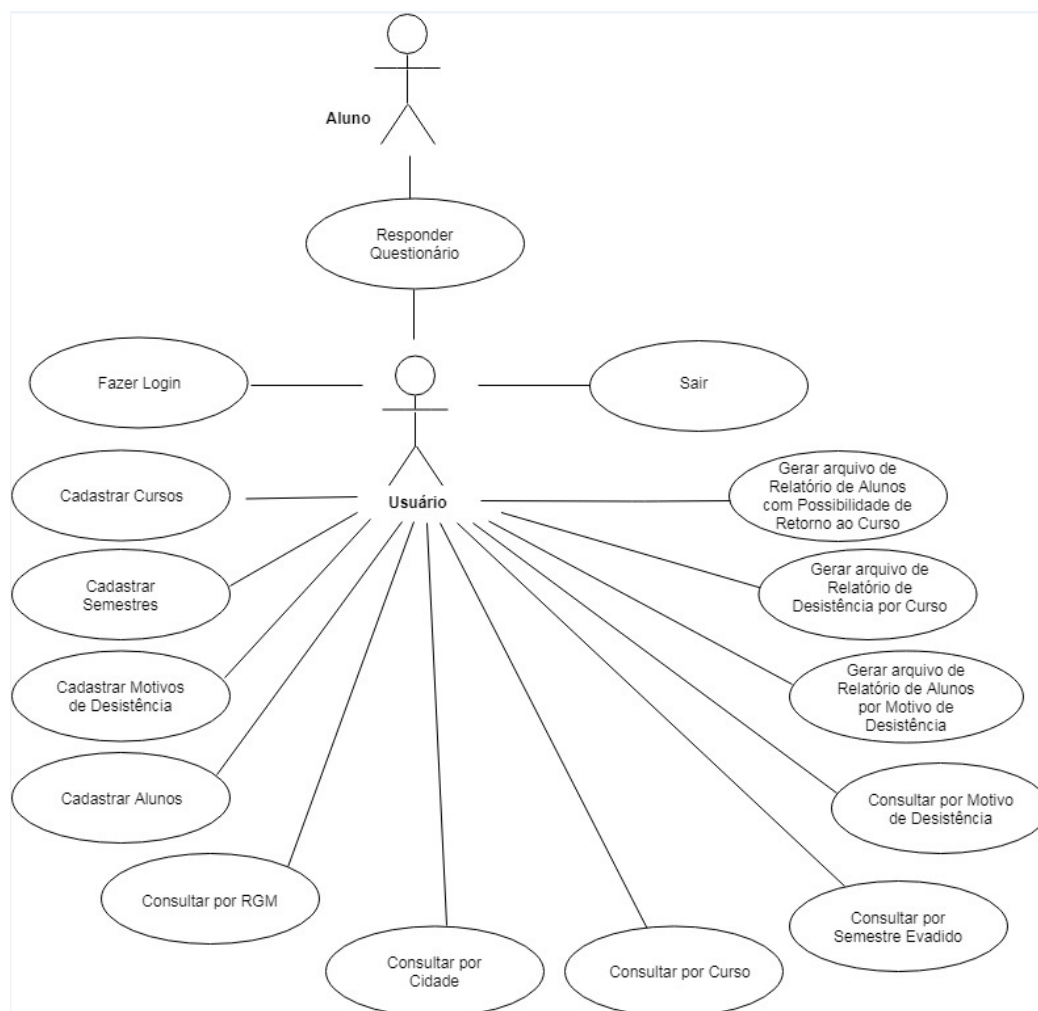 Aluno
Responder
Questionário
Fazer Login
Sair
Usuário
Cadastrar Cursos
Gerar arquivo de
Relatório de Alunos
com Possibilidade de
Retorno ao Curso
Cadastrar
Semestres
Gerar arquivo de
Relatório de
Desistência por Curso
Cadastrar Motivos
de Desistência
Gerar arquivo de
Relatório de Alunos
por Motivo de
Desistência
Cadastrar Alunos
Consultar por Motivo
de Desistência
Consultar por RGM
Consultar por
Semestre Evadido
Consultar por
Cidade
Consultar por Curso